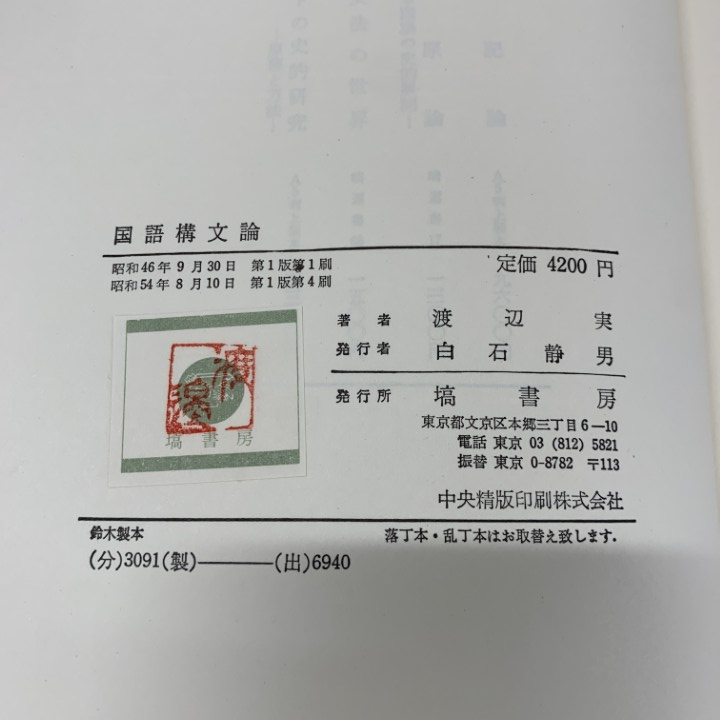 国語構文論
昭和46年9月30日 第1版第1刷
昭和54年8月10日 第1版第4刷
定価 4200 円
著者 渡辺実
発行者 白石静男
発行所 塙書房
東京都文京区本郷三丁目6―10
電話 東京 03 (812) 5821
振替 東京 0-8782 〒113
中央精版印刷株式会社
塙書房
鈴木製本
落丁本・乱丁本はお取替え致します.
(分)3091(製)――――(出)6940